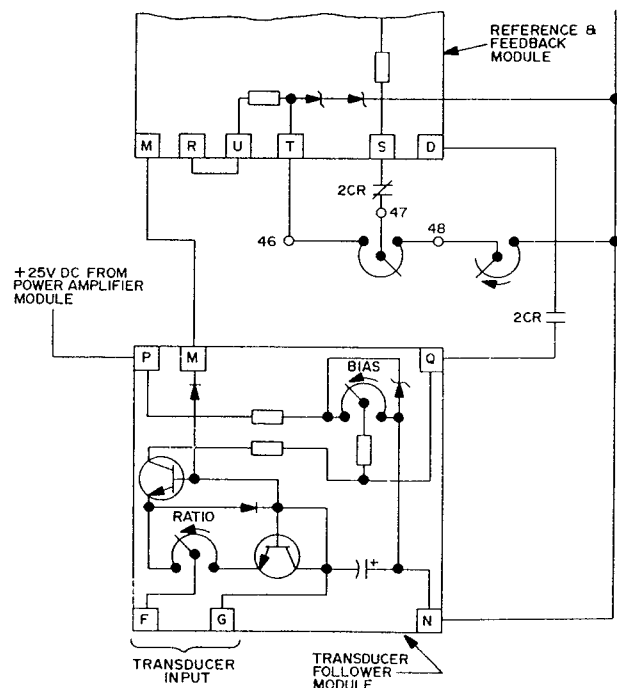 REFERENCE &
FEEDBACK
MODULE
M R U T S D
2CR
47
46
48
+25V DC FROM
POWER AMPLIFIER
MODULE
2CR
P M Q
BIAS
RATIO
+
F G N
TRANSDUCER
INPUT
TRANSDUCER
FOLLOWER
MODULE